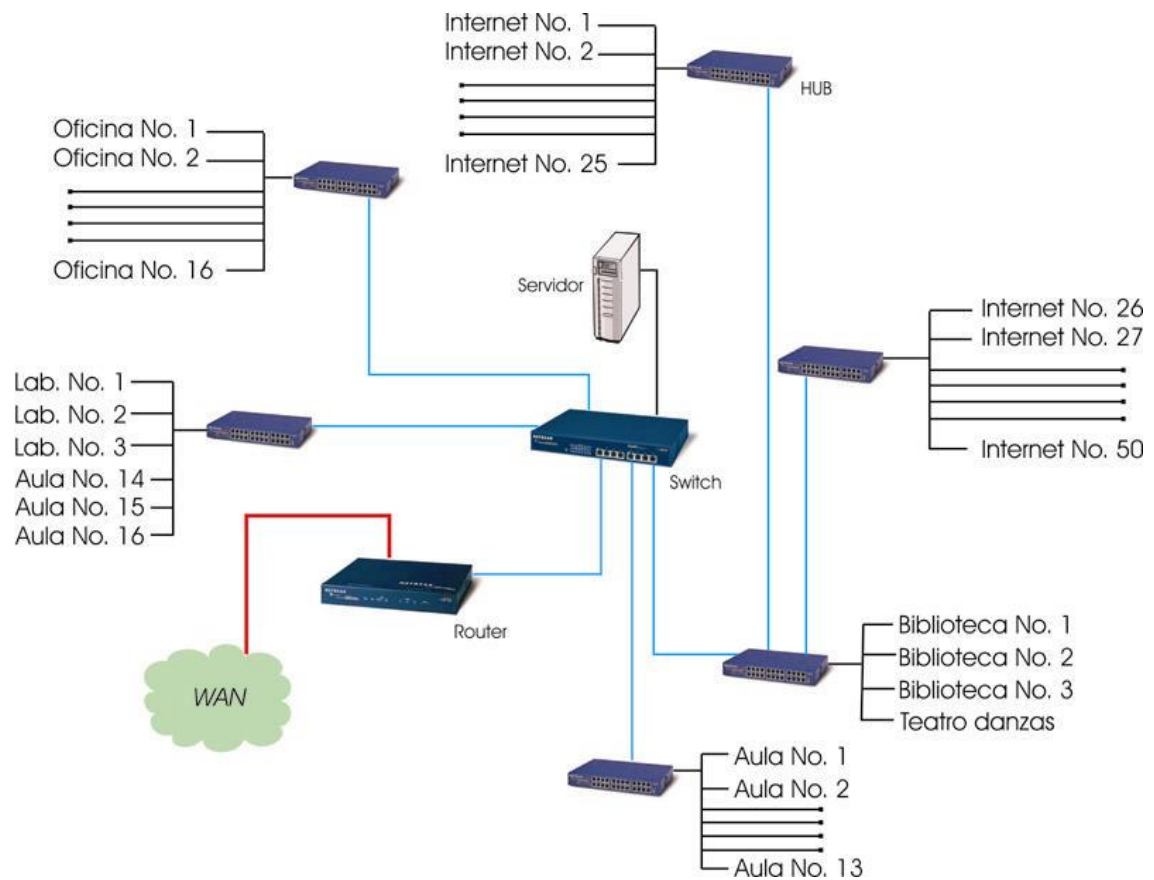 Internet No. 1
Internet No. 2
Internet No. 25
HUB
Oficina No. 1
Oficina No. 2
Oficina No. 16
Servidor
Internet No. 26
Internet No. 27
Internet No. 50
Lab. No. 1
Lab. No. 2
Lab. No. 3
Aula No. 14
Aula No. 15
Aula No. 16
Switch
Router
WAN
Biblioteca No. 1
Biblioteca No. 2
Biblioteca No. 3
Teatro danzas
Aula No. 1
Aula No. 2
Aula No. 13
NETGEAR